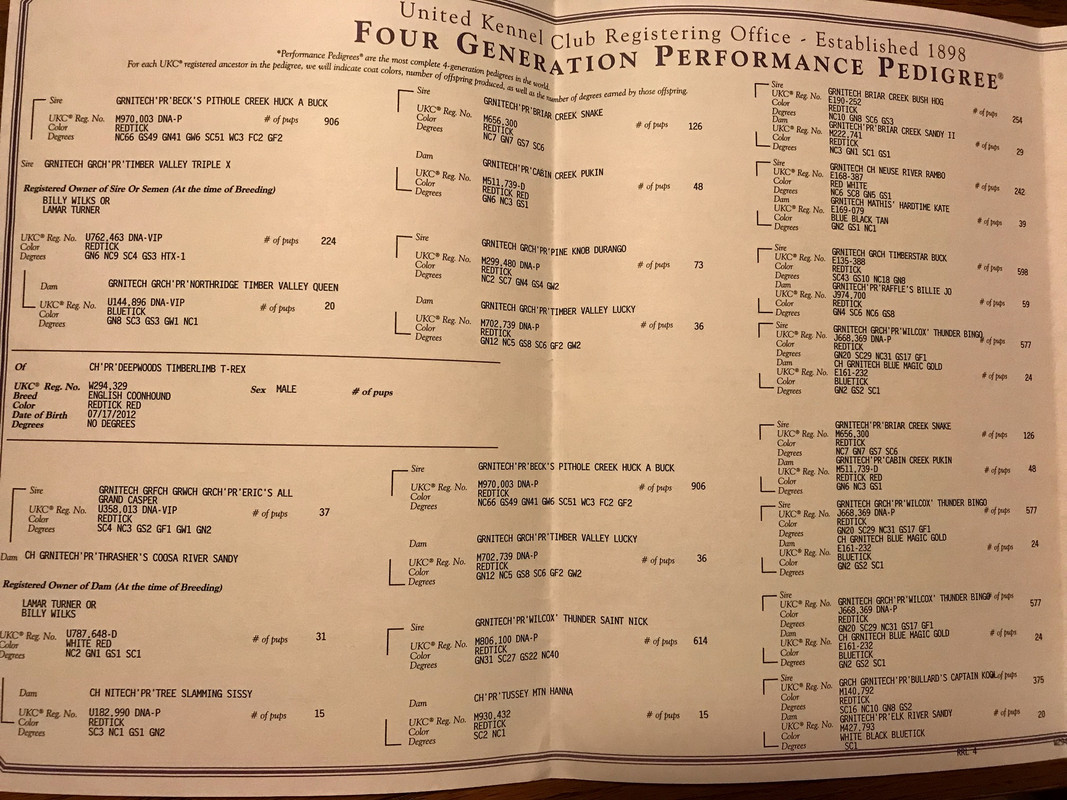 United Kennel Club Registering Office - Established 1898
FOUR GENERATION PERFORMANCE PEDIGREE®
*Performance Pedigrees® are the most complete 4-generation pedigrees in the world.
For each UKC® registered ancestor in the pedigree, we will indicate coat colors, number of offspring produced, as well as the number of degrees earned by those offspring.
Sire GRNITECH'PR'BECK'S PITHOLE CREEK HUCK A BUCK
UKC® Reg. No. M970,003 DNA-P # of pups 906
Color REDTICK
Degrees NC66 GS49 GN41 GW6 SC51 WC3 FC2 GF2
Sire GRNITECH GRCH'PR'TIMBER VALLEY TRIPLE X
Registered Owner of Sire Or Semen (At the time of Breeding)
BILLY WILKS OR
LAMAR TURNER
UKC® Reg. No. U762,463 DNA-VIP # of pups 224
Color REDTICK
Degrees GN6 NC9 SC4 GS3 HTX-1
Dam GRNITECH GRCH'PR'NORTHRIDGE TIMBER VALLEY QUEEN
UKC® Reg. No. U144,896 DNA-VIP # of pups 20
Color BLUETICK
Degrees GN8 SC3 GS3 GW1 NC1
Of CH'PR'DEEPWOODS TIMBERLIMB T-REX
UKC® Reg. No. W294,329 Sex MALE # of pups
Breed ENGLISH COONHOUND
Color REDTICK RED
Date of Birth 07/17/2012
Degrees NO DEGREES
Sire GRNITECH GRFCH GRWCH GRCH'PR'ERIC'S ALL
GRAND CASPER
UKC® Reg. No. U358,013 DNA-VIP # of pups 37
Color REDTICK
Degrees SC4 NC3 GS2 GF1 GW1 GN2
Dam CH GRNITECH'PR'THRASHER'S COOSA RIVER SANDY
Registered Owner of Dam (At the time of Breeding)
LAMAR TURNER OR
BILLY WILKS
UKC® Reg. No. U787,648-D # of pups 31
Color WHITE RED
Degrees NC2 GN1 GS1 SC1
Dam CH NITECH'PR'TREE SLAMMING SISSY
UKC® Reg. No. U182,990 DNA-P # of pups 15
Color REDTICK
Degrees SC3 NC1 GS1 GN2
Sire GRNITECH'PR'BRIAR CREEK SNAKE
UKC® Reg. No. M656,300 # of pups 126
Color REDTICK
Degrees NC7 GN7 GS7 SC6
Dam GRNITECH'PR'CABIN CREEK PUKIN
UKC® Reg. No. M511,739-D # of pups 48
Color REDTICK RED
Degrees GN6 NC3 GS1
Sire GRNITECH GRCH'PR'PINE KNOB DURANGO
UKC® Reg. No. M299,480 DNA-P # of pups 73
Color REDTICK
Degrees NC2 SC7 GN4 GS4 GW2
Dam GRNITECH GRCH'PR'TIMBER VALLEY LUCKY
UKC® Reg. No. M702,739 DNA-P # of pups 36
Color REDTICK
Degrees GN12 NC5 GS8 SC6 GF2 GW2
Sire GRNITECH'PR'BECK'S PITHOLE CREEK HUCK A BUCK
UKC® Reg. No. M970,003 DNA-P # of pups 906
Color REDTICK
Degrees NC66 GS49 GN41 GW6 SC51 WC3 FC2 GF2
Dam GRNITECH GRCH'PR'TIMBER VALLEY LUCKY
UKC® Reg. No. M702,739 DNA-P # of pups 36
Color REDTICK
Degrees GN12 NC5 GS8 SC6 GF2 GW2
Sire GRNITECH'PR'WILCOX' THUNDER SAINT NICK
UKC® Reg. No. M806,100 DNA-P # of pups 614
Color REDTICK
Degrees GN31 SC27 GS22 NC40
Dam CH'PR'TUSSEY MTN HANNA
UKC® Reg. No. M930,432 # of pups 15
Color REDTICK
Degrees SC2 NC1
Sire GRNITECH BRIAR CREEK BUSH HOG
UKC® Reg. No. E190-252 # of pups 254
Color REDTICK
Degrees NC10 GN8 SC6 GS3
Dam GRNITECH'PR'BRIAR CREEK SANDY II
UKC® Reg. No. M222,741 # of pups 29
Color REDTICK
Degrees NC3 GN1 SC1 GS1
Sire GRNITECH CH NEUSE RIVER RAMBO
UKC® Reg. No. E168-387 # of pups 242
Color RED WHITE
Degrees NC6 SC8 GN5 GS1
Dam GRNITECH MATHIS' HARDTIME KATE
UKC® Reg. No. E169-079 # of pups 39
Color BLUE BLACK TAN
Degrees GN2 GS1 NC1
Sire GRNITECH GRCH TIMBERSTAR BUCK
UKC® Reg. No. E135-388 # of pups 598
Color REDTICK
Degrees SC43 GS10 NC18 GN8
Dam GRNITECH'PR'RAFFLE'S BILLIE JO
UKC® Reg. No. J974,700 # of pups 59
Color REDTICK
Degrees GN4 SC6 NC6 GS8
Sire GRNITECH GRCH'PR'WILCOX' THUNDER BINGO
UKC® Reg. No. J668,369 DNA-P # of pups 577
Color REDTICK
Degrees GN20 SC29 NC31 GS17 GF1
Dam CH GRNITECH BLUE MAGIC GOLD
UKC® Reg. No. E161-232 # of pups 24
Color BLUETICK
Degrees GN2 GS2 SC1
Sire GRNITECH'PR'BRIAR CREEK SNAKE
UKC® Reg. No. M656,300 # of pups 126
Color REDTICK
Degrees NC7 GN7 GS7 SC6
Dam GRNITECH'PR'CABIN CREEK PUKIN
UKC® Reg. No. M511,739-D # of pups 48
Color REDTICK RED
Degrees GN6 NC3 GS1
Sire GRNITECH GRCH'PR'WILCOX' THUNDER BINGO
UKC® Reg. No. J668,369 DNA-P # of pups 577
Color REDTICK
Degrees GN20 SC29 NC31 GS17 GF1
Dam CH GRNITECH BLUE MAGIC GOLD
UKC® Reg. No. E161-232 # of pups 24
Color BLUETICK
Degrees GN2 GS2 SC1
Sire GRNITECH GRCH'PR'WILCOX' THUNDER BINGO # of pups 577
UKC® Reg. No. J668,369 DNA-P
Color REDTICK
Degrees GN20 SC29 NC31 GS17 GF1
Dam CH GRNITECH BLUE MAGIC GOLD
UKC® Reg. No. E161-232 # of pups 24
Color BLUETICK
Degrees GN2 GS2 SC1
Sire GRCH GRNITECH'PR'BULLARD'S CAPTAIN KOOL # of pups 375
UKC® Reg. No. M140,792
Color REDTICK
Degrees SC16 NC10 GN8 GS2
Dam GRNITECH'PR'ELK RIVER SANDY
UKC® Reg. No. M427,793 # of pups 20
Color WHITE BLACK BLUETICK
Degrees SC1
RRL 4